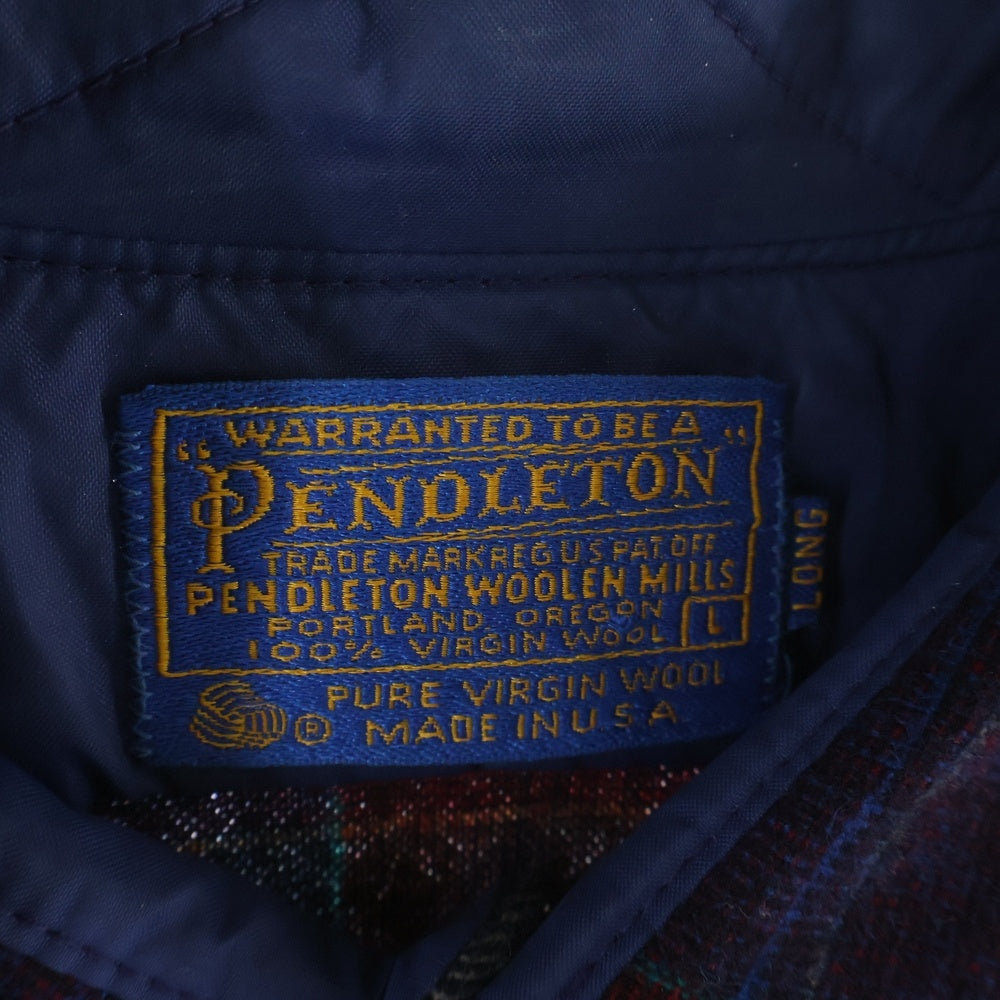 WARRANTED TO BE A
"PENDLETON"
TRADE MARK REG U.S. PAT. OFF
PENDLETON WOOLEN MILLS
PORTLAND, OREGON
100% VIRGIN WOOL L
PURE VIRGIN WOOL
® MADE IN U.S.A.
LONG